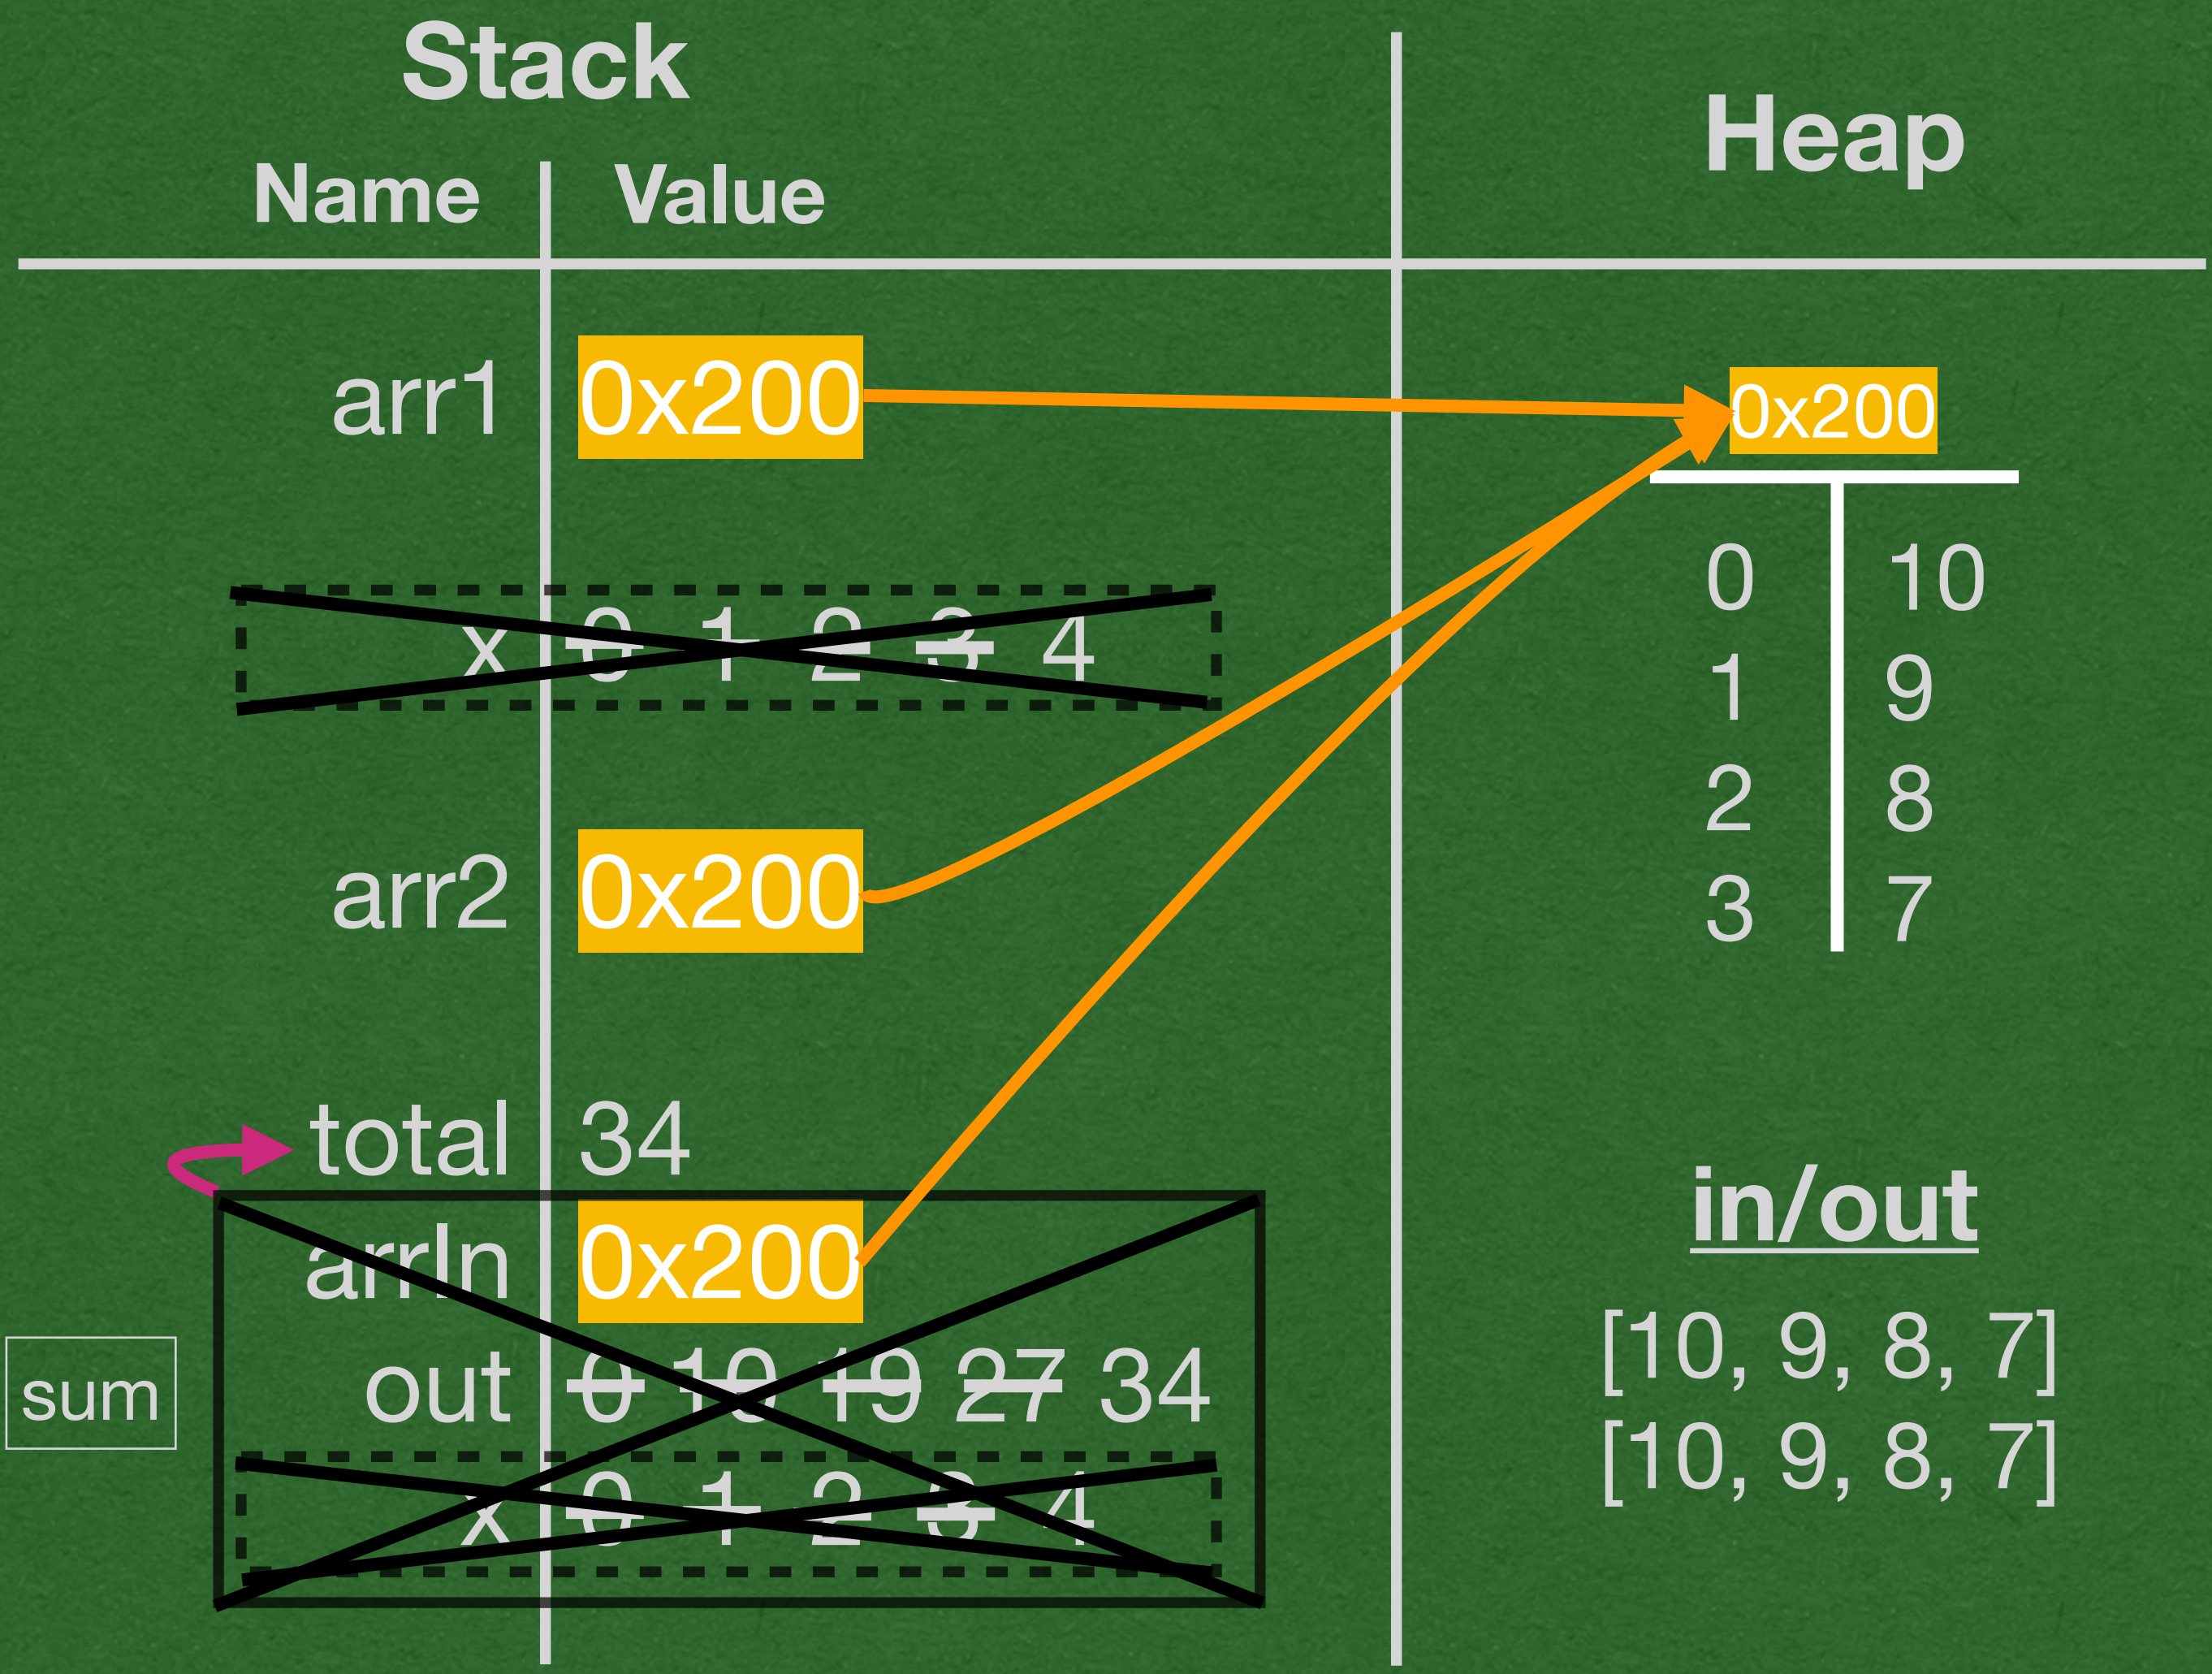 Stack
Name Value
arr1 0x200
x 0 1 2 3 4
arr2 0x200
total 34
arrIn 0x200
sum
out 0 10 19 27 34
x 0 1 2 3 4
Heap
0x200
0 10
1 9
2 8
3 7
in/out
[10, 9, 8, 7]
[10, 9, 8, 7]